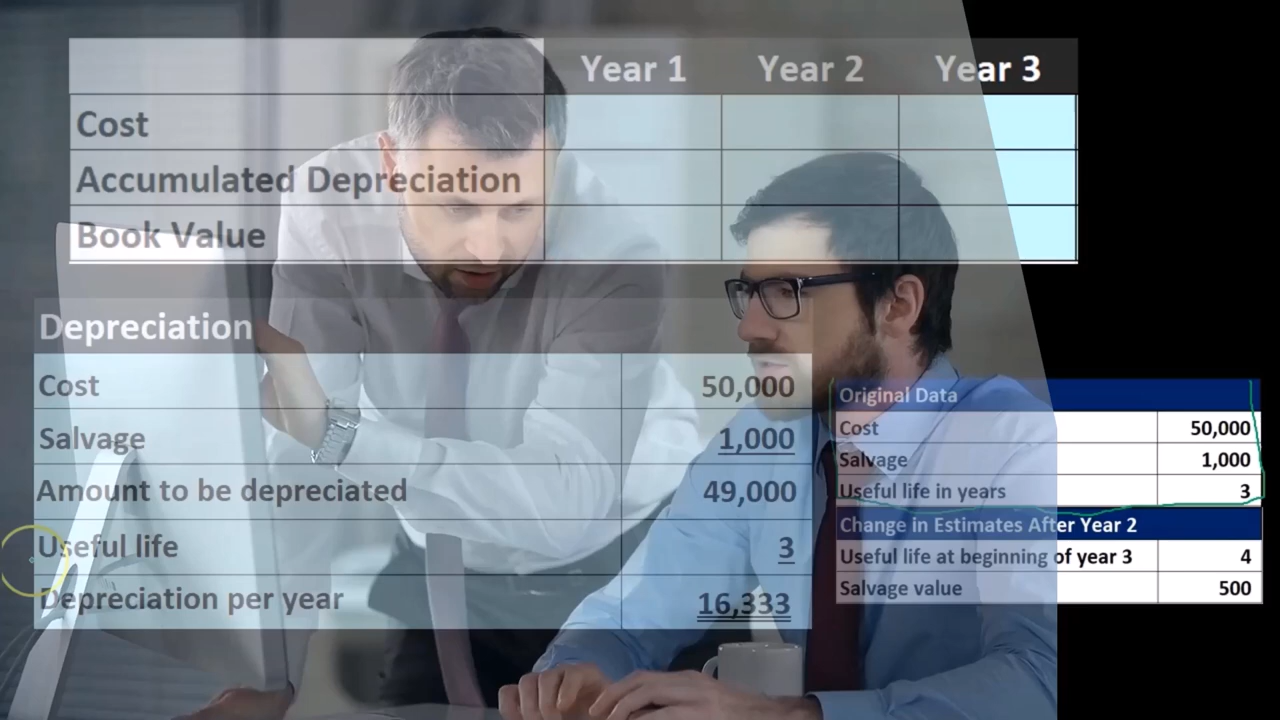 Year 1 Year 2 Year 3
Cost
Accumulated Depreciation
Book Value
Depreciation
Cost 50,000
Salvage 1,000
Amount to be depreciated 49,000
Useful life 3
Depreciation per year 16,333
Original Data
Cost 50,000
Salvage 1,000
Useful life in years 3
Change in Estimates After Year 2
Useful life at beginning of year 3 4
Salvage value 500